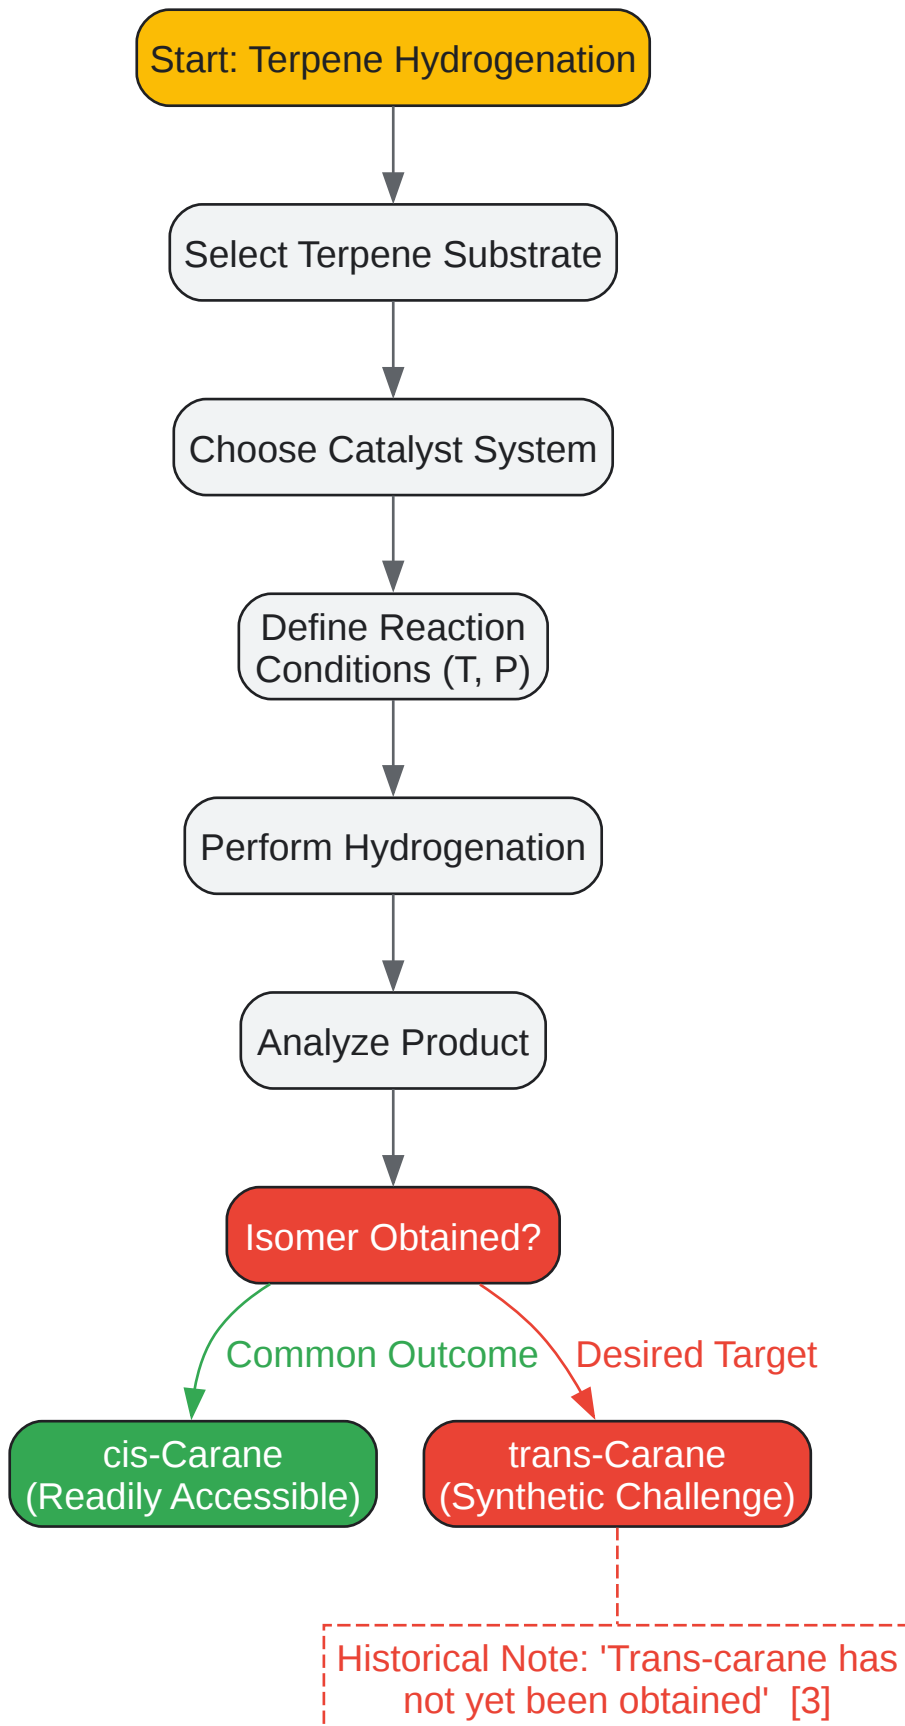 Start: Terpene Hydrogenation
Select Terpene Substrate
Choose Catalyst System
Define Reaction
Conditions (T, P)
Perform Hydrogenation
Analyze Product
Isomer Obtained?
Common Outcome
Desired Target
cis-Carane
(Readily Accessible)
trans-Carane
(Synthetic Challenge)
Historical Note: 'Trans-carane has
not yet been obtained'  [3]